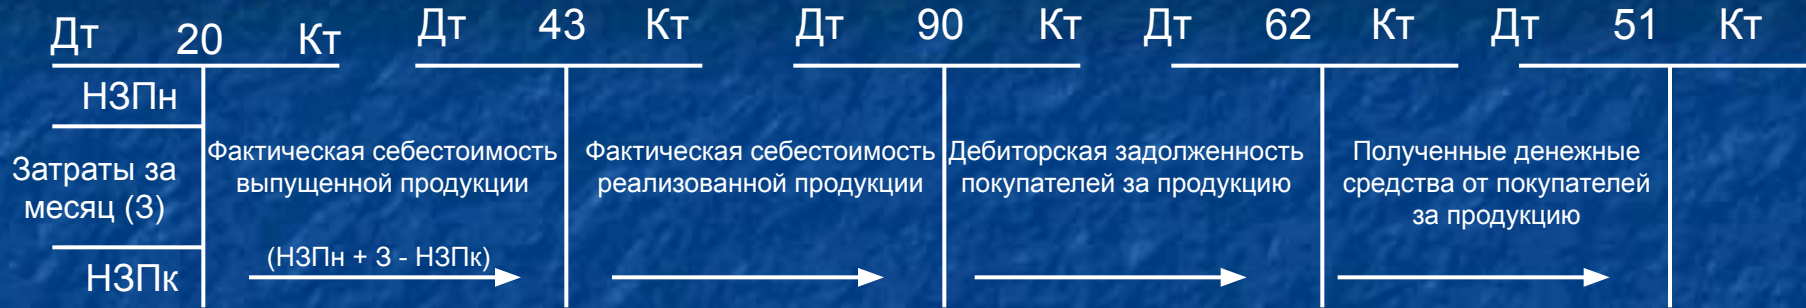 Дт 20 Кт Дт 43 Кт Дт 90 Кт Дт 62 Кт Дт 51 Кт
НЗПн
Затраты за
месяц (З)
НЗПк
Фактическая себестоимость
выпущенной продукции
(НЗПн + З - НЗПк)
Фактическая себестоимость
реализованной продукции
Дебиторская задолженность
покупателей за продукцию
Полученные денежные
средства от покупателей
за продукцию